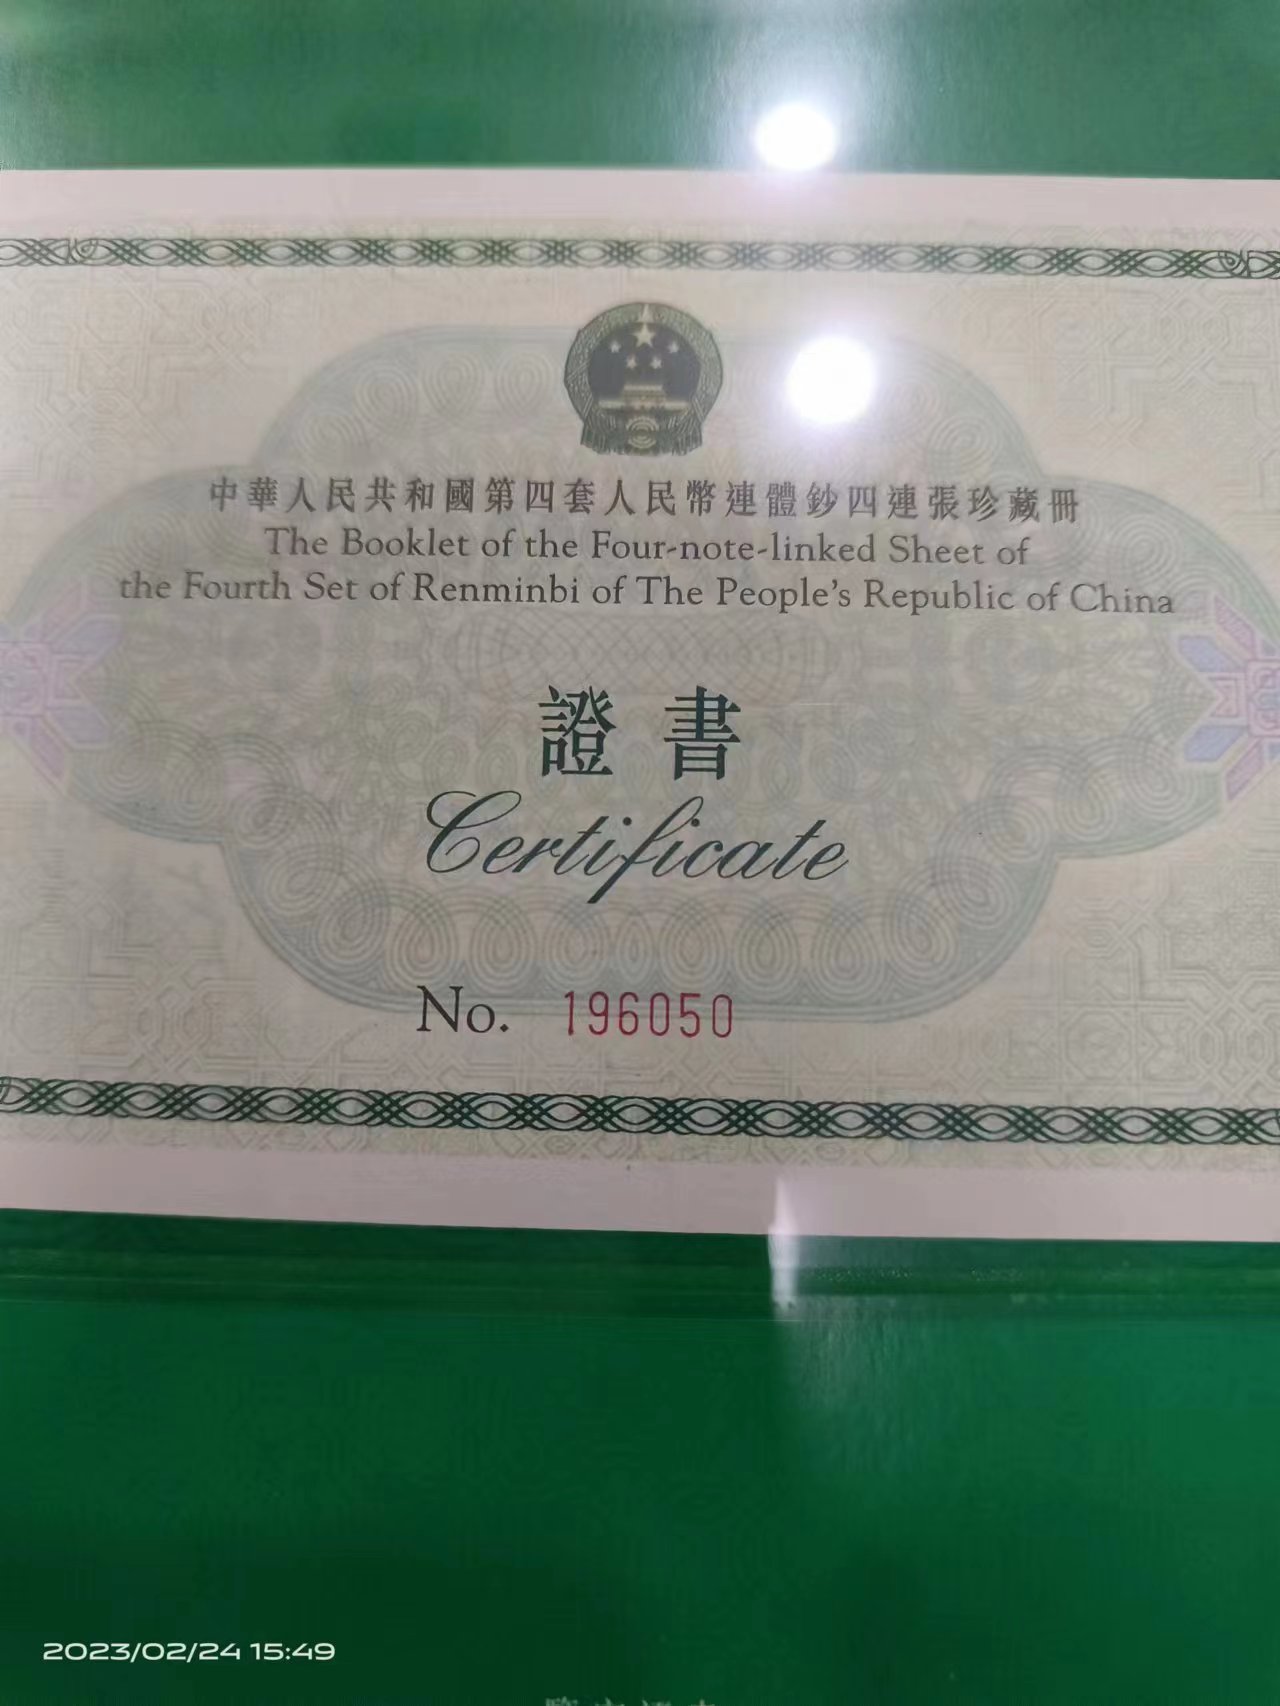 中華人民共和國第四套人民幣連體鈔四連張珍藏冊
The Booklet of the Four-note-linked Sheet of
the Fourth Set of Renminbi of The People's Republic of China
證書
Certificate
No. 196050
2023/02/24 15:49